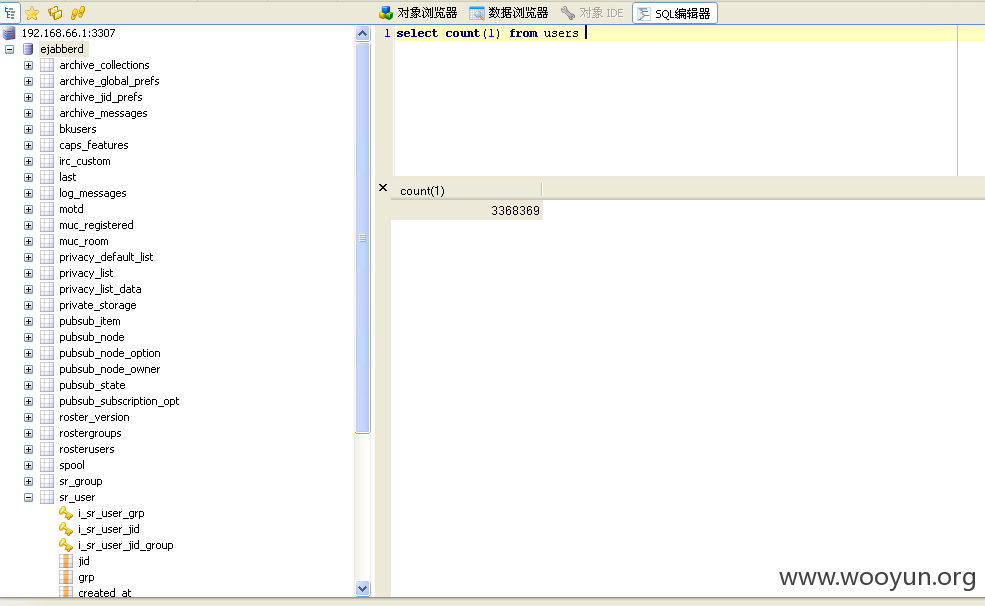 对象浏览器 数据浏览器 对象 IDE SQL编辑器
192.168.66.1:3307
ejabberd
archive_collections
archive_global_prefs
archive_jid_prefs
archive_messages
bkusers
caps_features
irc_custom
last
log_messages
motd
muc_registered
muc_room
privacy_default_list
privacy_list
privacy_list_data
private_storage
pubsub_item
pubsub_node
pubsub_node_option
pubsub_node_owner
pubsub_state
pubsub_subscription_opt
roster_version
rostergroups
rosterusers
spool
sr_group
sr_user
i_sr_user_grp
i_sr_user_jid
i_sr_user_jid_group
jid
grp
created_at
1 select count(1) from users
count(1)
3368369
www.wooyun.org